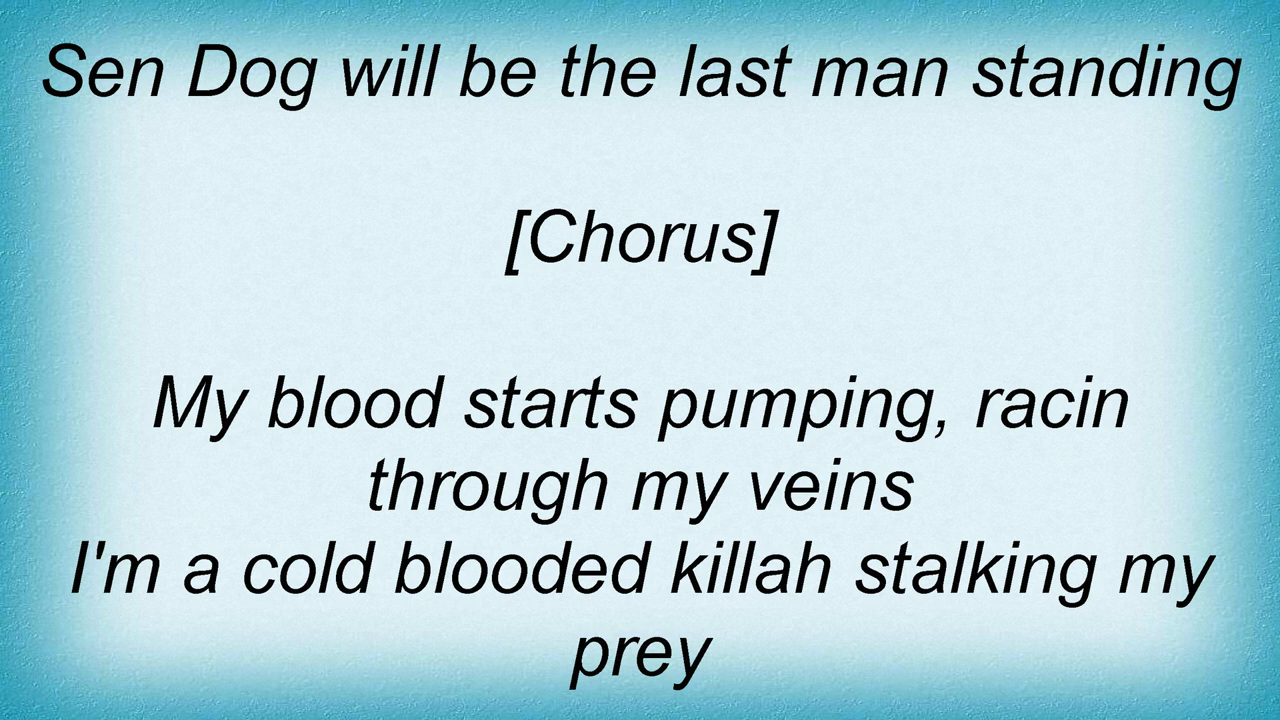 Sen Dog will be the last man standing
[Chorus]
My blood starts pumping, racin
through my veins
I'm a cold blooded killah stalking my
prey